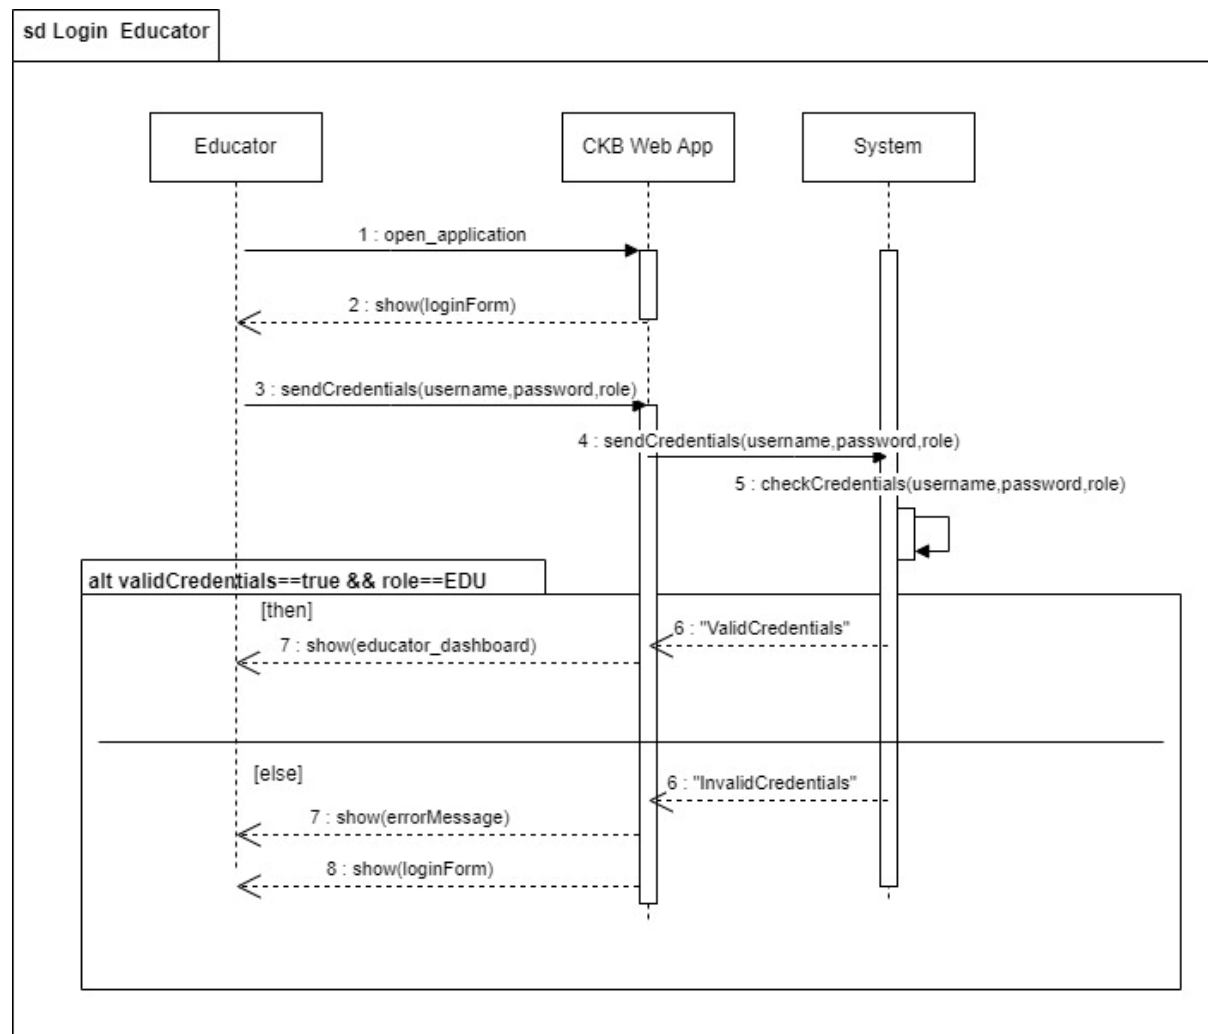 sd Login Educator
Educator
CKB Web App
System
1 : open_application
2 : show(loginForm)
3 : sendCredentials(username,password,role)
4 : sendCredentials(username,password,role)
5 : checkCredentials(username,password,role)
alt validCredentials==true && role==EDU
[then]
6 : "ValidCredentials"
7 : show(educator_dashboard)
[else]
6 : "InvalidCredentials"
7 : show(errorMessage)
8 : show(loginForm)